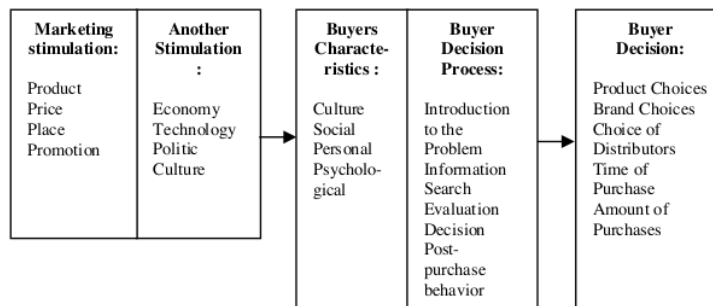 Marketing
stimulation:
Product
Price
Place
Promotion
Another
Stimulation
:
Economy
Technology
Politic
Culture
Buyers
Characte-
ristics :
Culture
Social
Personal
Psycholo-
gical
Buyer
Decision
Process:
Introduction
to the
Problem
Information
Search
Evaluation
Decision
Post-
purchase
behavior
Buyer
Decision:
Product Choices
Brand Choices
Choice of
Distributors
Time of
Purchase
Amount of
Purchases